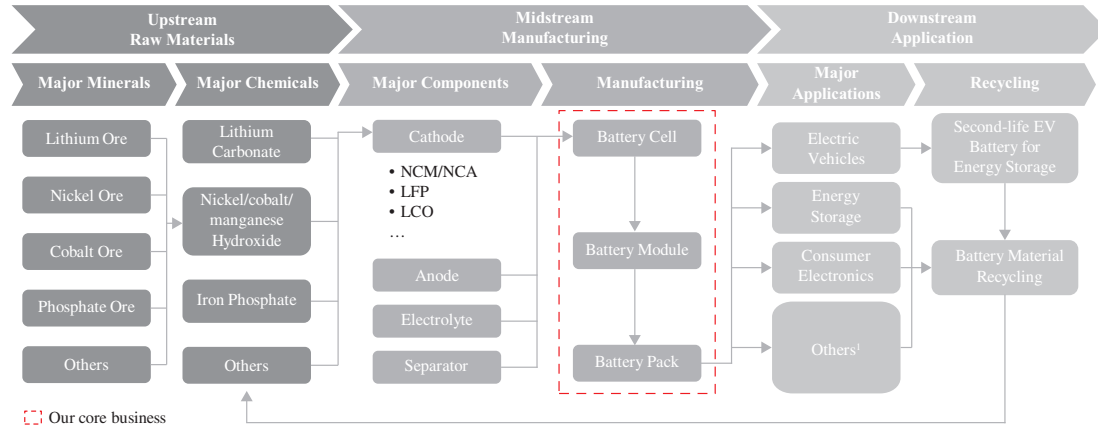 Upstream
Raw Materials
Midstream
Manufacturing
Downstream
Application
Major Minerals
Major Chemicals
Major Components
Manufacturing
Major
Applications
Recycling
Lithium Ore
Nickel Ore
Cobalt Ore
Phosphate Ore
Others
Lithium
Carbonate
Nickel/cobalt/
manganese
Hydroxide
Iron Phosphate
Others
Cathode
• NCM/NCA
• LFP
• LCO
…
Anode
Electrolyte
Separator
Battery Cell
Battery Module
Battery Pack
Electric
Vehicles
Energy
Storage
Consumer
Electronics
Others¹
Second-life EV
Battery for
Energy Storage
Battery Material
Recycling
Our core business